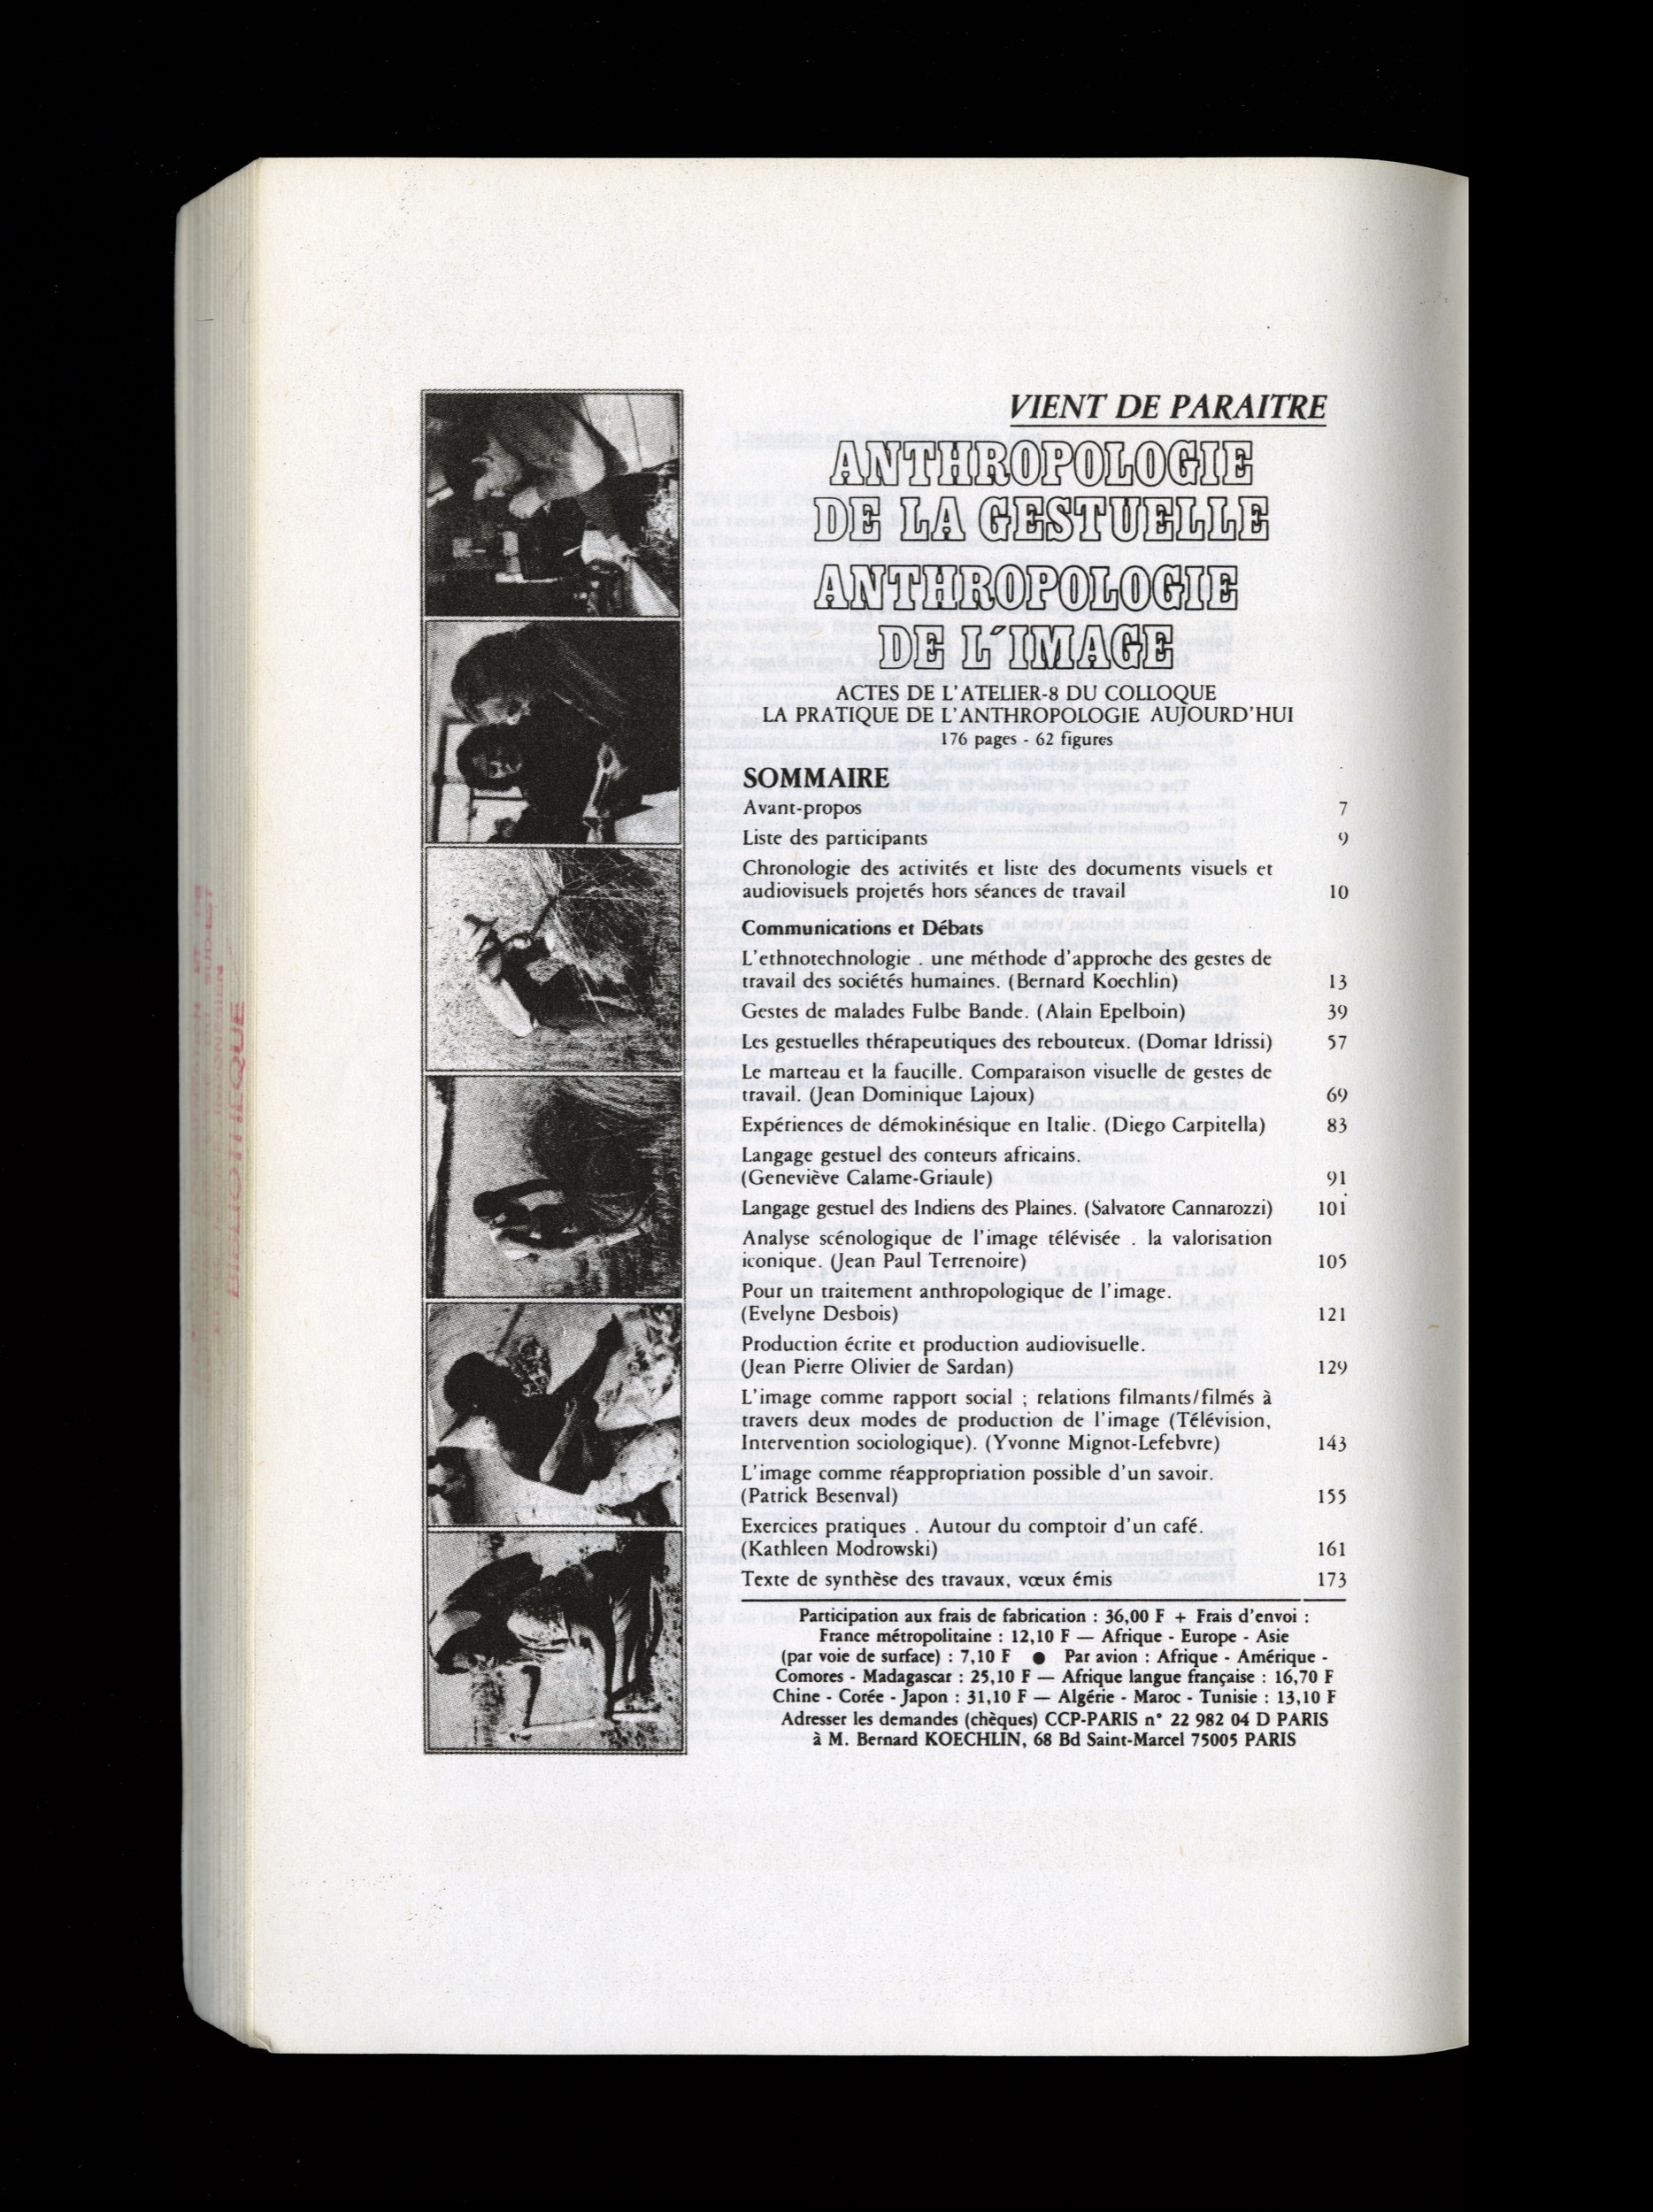 VIENT DE PARAITRE
ANTHROPOLOGIE
DE LA GESTUELLE
ANTHROPOLOGIE
DE L´IMAGE
ACTES DE L'ATELIER-8 DU COLLOQUE
LA PRATIQUE DE L'ANTHROPOLOGIE AUJOURD'HUI
176 pages - 62 figures
SOMMAIRE
Avant-propos 7
Liste des participants 9
Chronologie des activités et liste des documents visuels et
audiovisuels projetés hors séances de travail 10
Communications et Débats
L'ethnotechnologie . une méthode d'approche des gestes de
travail des sociétés humaines. (Bernard Koechlin) 13
Gestes de malades Fulbe Bande. (Alain Epelboin) 39
Les gestuelles thérapeutiques des rebouteux. (Domar Idrissi) 57
Le marteau et la faucille. Comparaison visuelle de gestes de
travail. (Jean Dominique Lajoux) 69
Expériences de démokinésique en Italie. (Diego Carpitella) 83
Langage gestuel des conteurs africains.
(Geneviève Calame-Griaule) 91
Langage gestuel des Indiens des Plaines. (Salvatore Cannarozzi) 101
Analyse scénologique de l'image télévisée . la valorisation
iconique. (Jean Paul Terrenoire) 105
Pour un traitement anthropologique de l'image.
(Evelyne Desbois) 121
Production écrite et production audiovisuelle.
(Jean Pierre Olivier de Sardan) 129
L'image comme rapport social ; relations filmants/filmés à
travers deux modes de production de l'image (Télévision,
Intervention sociologique). (Yvonne Mignot-Lefebvre) 143
L'image comme réappropriation possible d'un savoir.
(Patrick Besenval) 155
Exercices pratiques . Autour du comptoir d'un café.
(Kathleen Modrowski) 161
Texte de synthèse des travaux, vœux émis 173
Participation aux frais de fabrication : 36,00 F + Frais d'envoi :
France métropolitaine : 12,10 F — Afrique - Europe - Asie
(par voie de surface) : 7,10 F ● Par avion : Afrique - Amérique -
Comores - Madagascar : 25,10 F — Afrique langue française : 16,70 F
Chine - Corée - Japon : 31,10 F — Algérie - Maroc - Tunisie : 13,10 F
Adresser les demandes (chèques) CCP-PARIS n° 22 982 04 D PARIS
à M. Bernard KOECHLIN, 68 Bd Saint-Marcel 75005 PARIS
BIBLIOTHEQUE